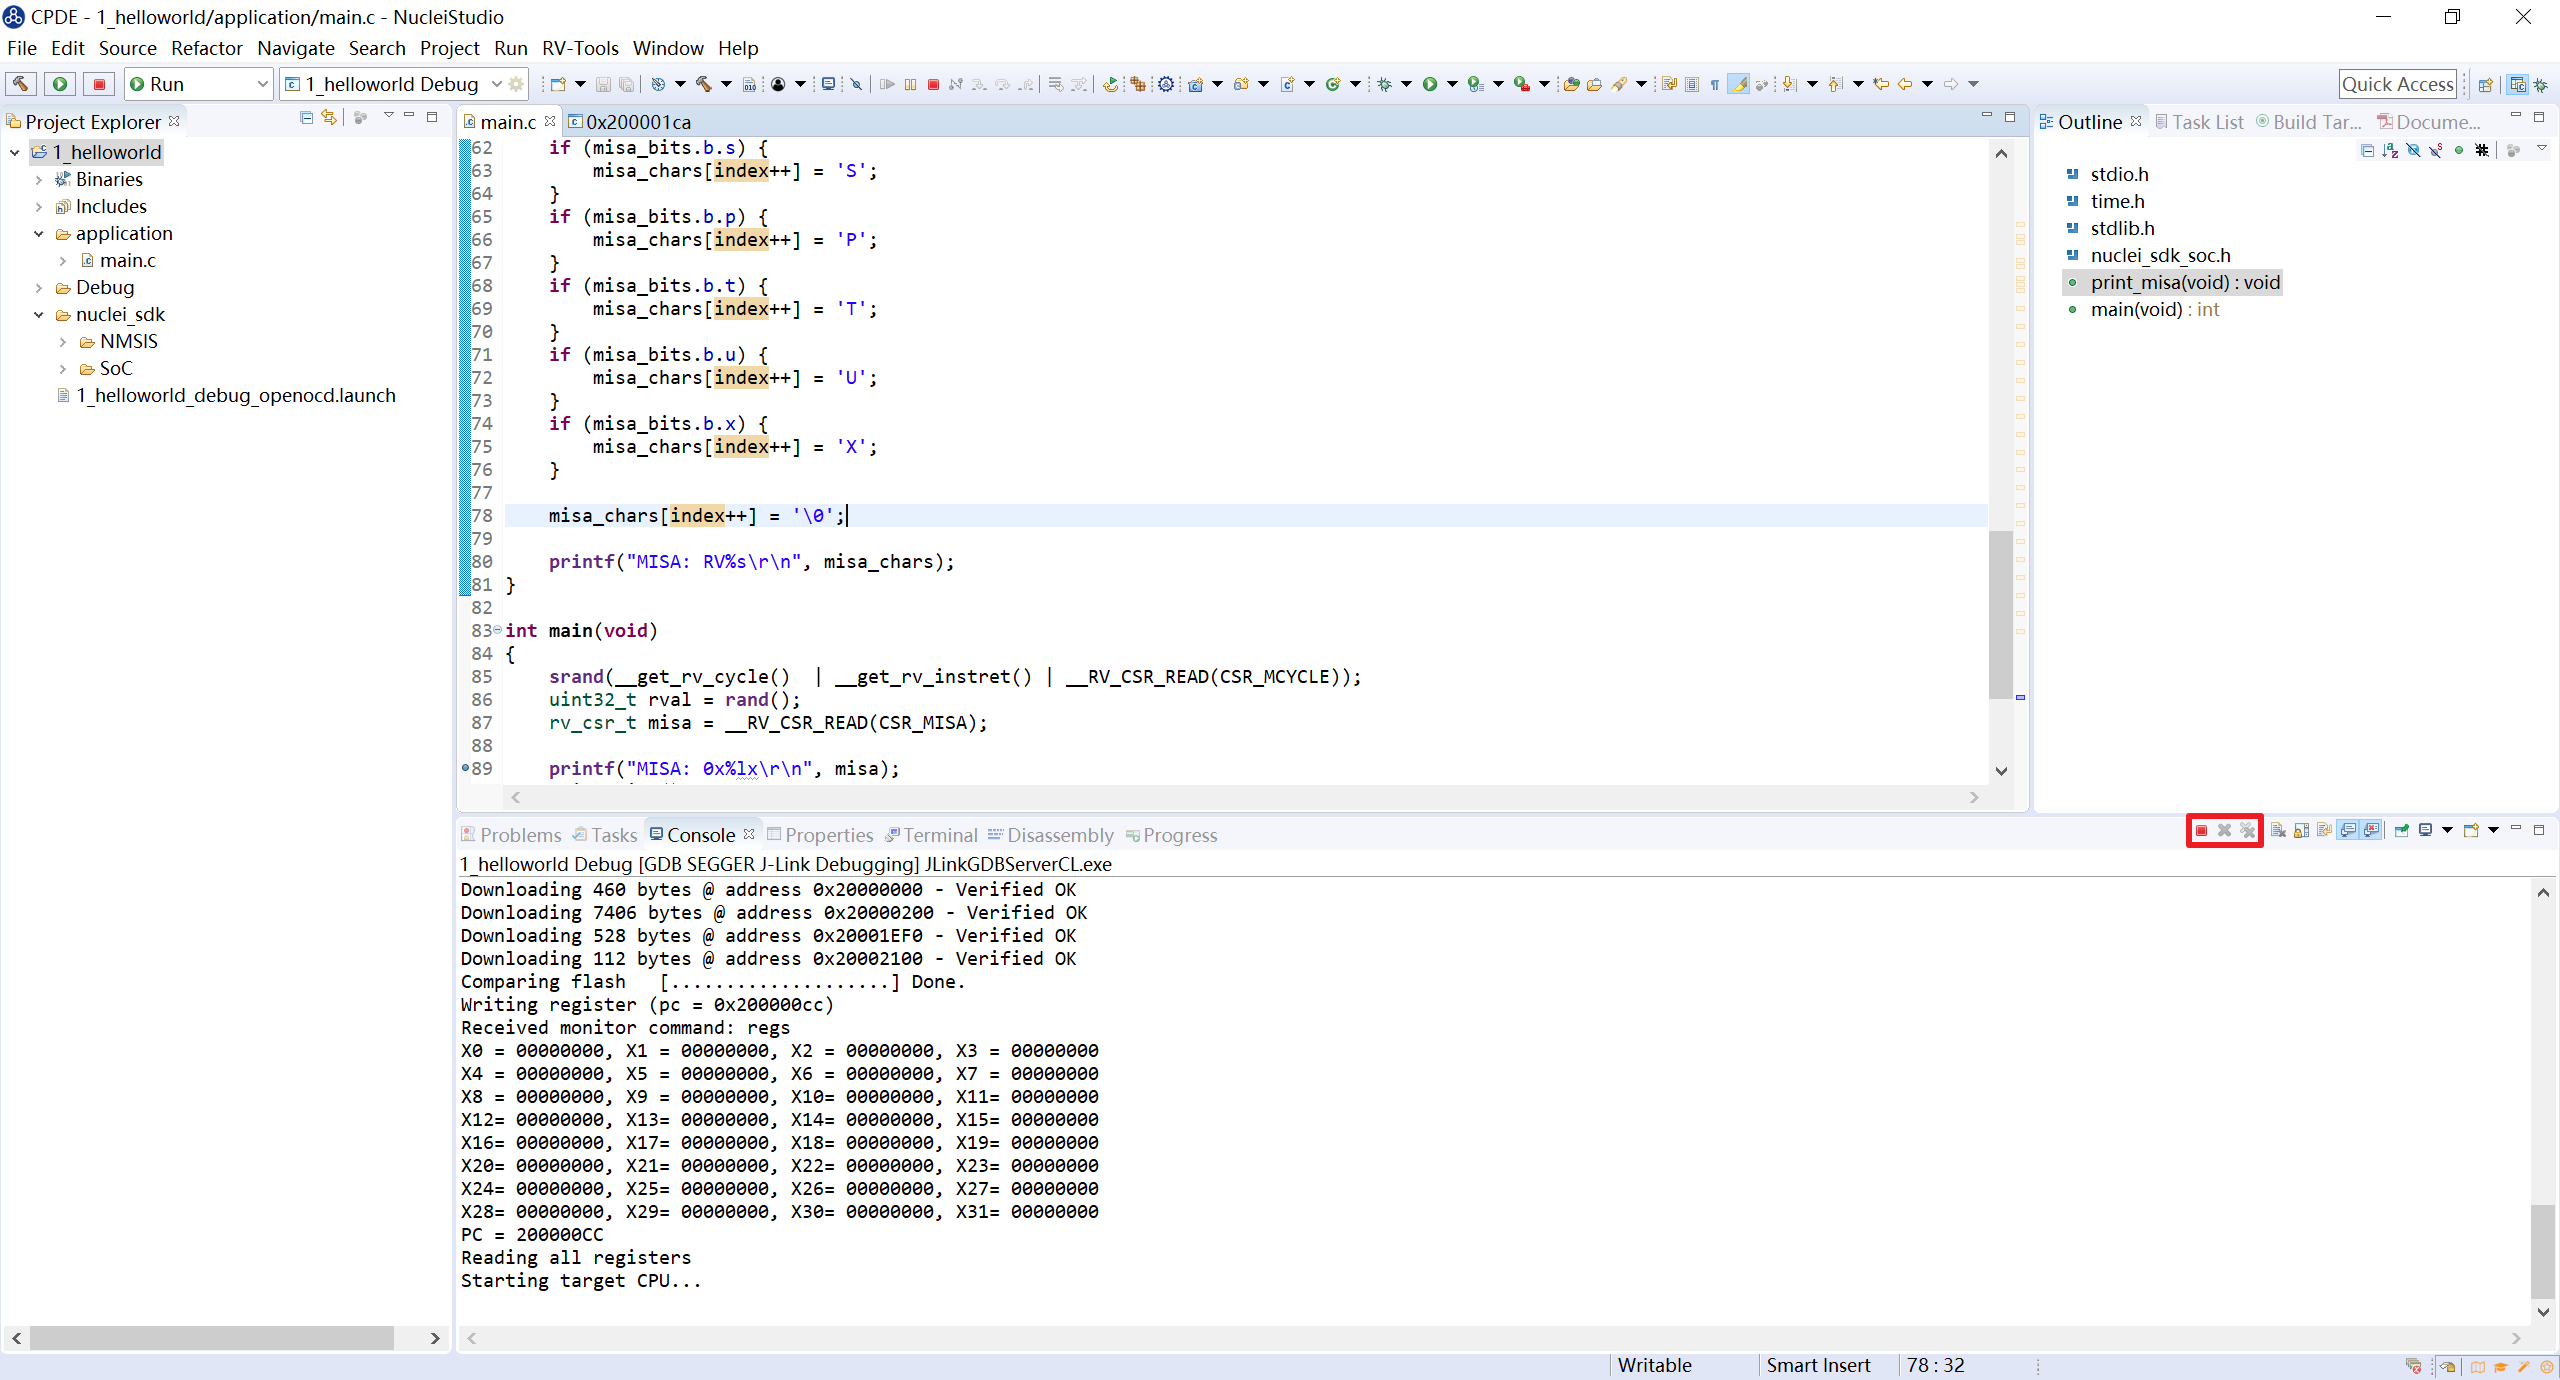 CPDE - 1_helloworld/application/main.c - NucleiStudio
File Edit Source Refactor Navigate Search Project Run RV-Tools Window Help
Run
1_helloworld Debug
Quick Access
Project Explorer
1_helloworld
Binaries
Includes
application
main.c
Debug
nuclei_sdk
NMSIS
SoC
1_helloworld_debug_openocd.launch
main.c
0x200001ca
62 if (misa_bits.b.s) {
63 misa_chars[index++] = 'S';
64 }
65 if (misa_bits.b.p) {
66 misa_chars[index++] = 'P';
67 }
68 if (misa_bits.b.t) {
69 misa_chars[index++] = 'T';
70 }
71 if (misa_bits.b.u) {
72 misa_chars[index++] = 'U';
73 }
74 if (misa_bits.b.x) {
75 misa_chars[index++] = 'X';
76 }
77
78 misa_chars[index++] = '\0';
79
80 printf("MISA: RV%s\r\n", misa_chars);
81 }
82
83 int main(void)
84 {
85 srand(__get_rv_cycle() | __get_rv_instret() | __RV_CSR_READ(CSR_MCYCLE));
86 uint32_t rval = rand();
87 rv_csr_t misa = __RV_CSR_READ(CSR_MISA);
88
89 printf("MISA: 0x%lx\r\n", misa);
Outline Task List Build Tar... Docume...
stdio.h
time.h
stdlib.h
nuclei_sdk_soc.h
print_misa(void) : void
main(void) : int
Problems Tasks Console Properties Terminal Disassembly Progress
1_helloworld Debug [GDB SEGGER J-Link Debugging] JLinkGDBServerCL.exe
Downloading 460 bytes @ address 0x20000000 - Verified OK
Downloading 7406 bytes @ address 0x20000200 - Verified OK
Downloading 528 bytes @ address 0x20001EF0 - Verified OK
Downloading 112 bytes @ address 0x20002100 - Verified OK
Comparing flash [....................] Done.
Writing register (pc = 0x200000cc)
Received monitor command: regs
X0 = 00000000, X1 = 00000000, X2 = 00000000, X3 = 00000000
X4 = 00000000, X5 = 00000000, X6 = 00000000, X7 = 00000000
X8 = 00000000, X9 = 00000000, X10= 00000000, X11= 00000000
X12= 00000000, X13= 00000000, X14= 00000000, X15= 00000000
X16= 00000000, X17= 00000000, X18= 00000000, X19= 00000000
X20= 00000000, X21= 00000000, X22= 00000000, X23= 00000000
X24= 00000000, X25= 00000000, X26= 00000000, X27= 00000000
X28= 00000000, X29= 00000000, X30= 00000000, X31= 00000000
PC = 200000CC
Reading all registers
Starting target CPU...
Writable
Smart Insert
78 : 32